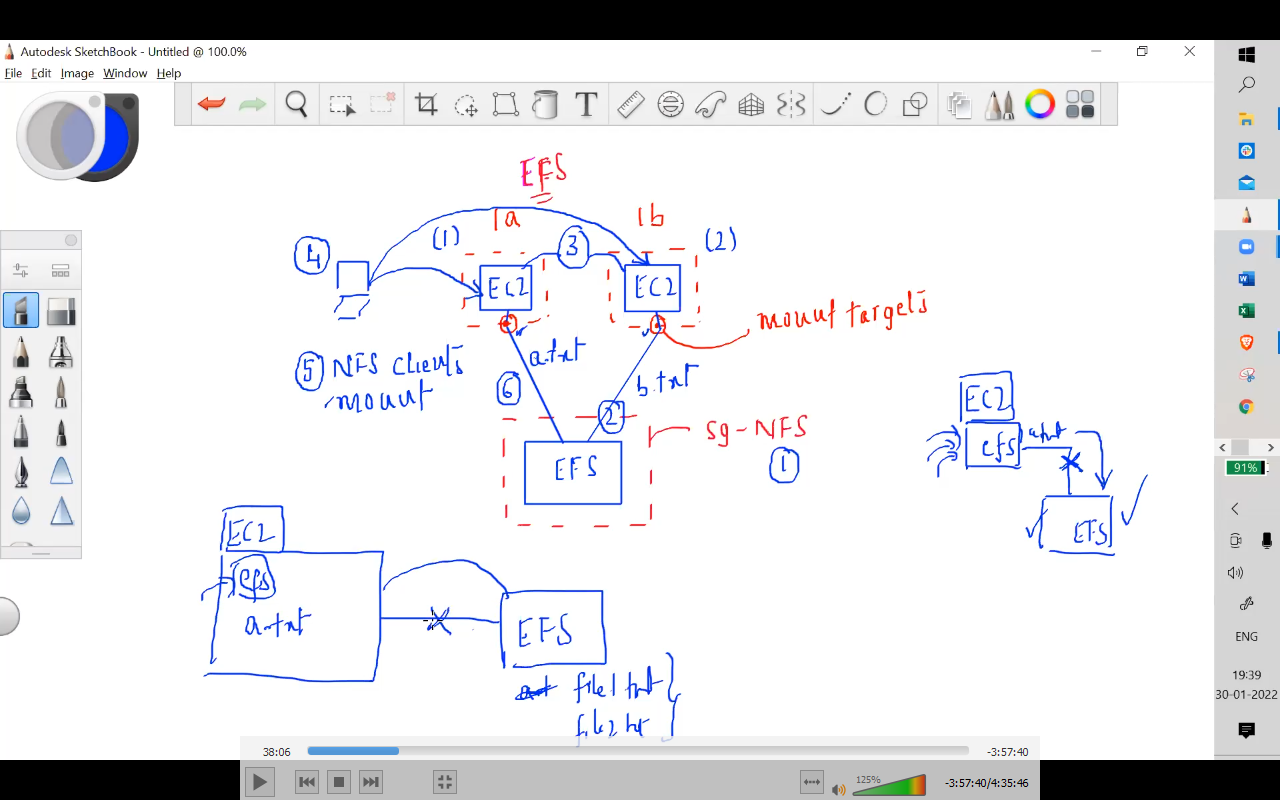 Autodesk SketchBook - Untitled @ 100.0%
File Edit Image Window Help
EFS
1a
1b
(1)
3
(2)
4
EC2
EC2
mount targets
5 NFS clients
mount
a.txt
b.txt
6
2
sg-NFS
1
EFS
EC2
efs
a.txt
EFS
EC2
efs
a.txt
EFS
file1 txt
file2 txt
91%
ENG
19:39
30-01-2022
38:06
-3:57:40
125%
-3:57:40/4:35:46